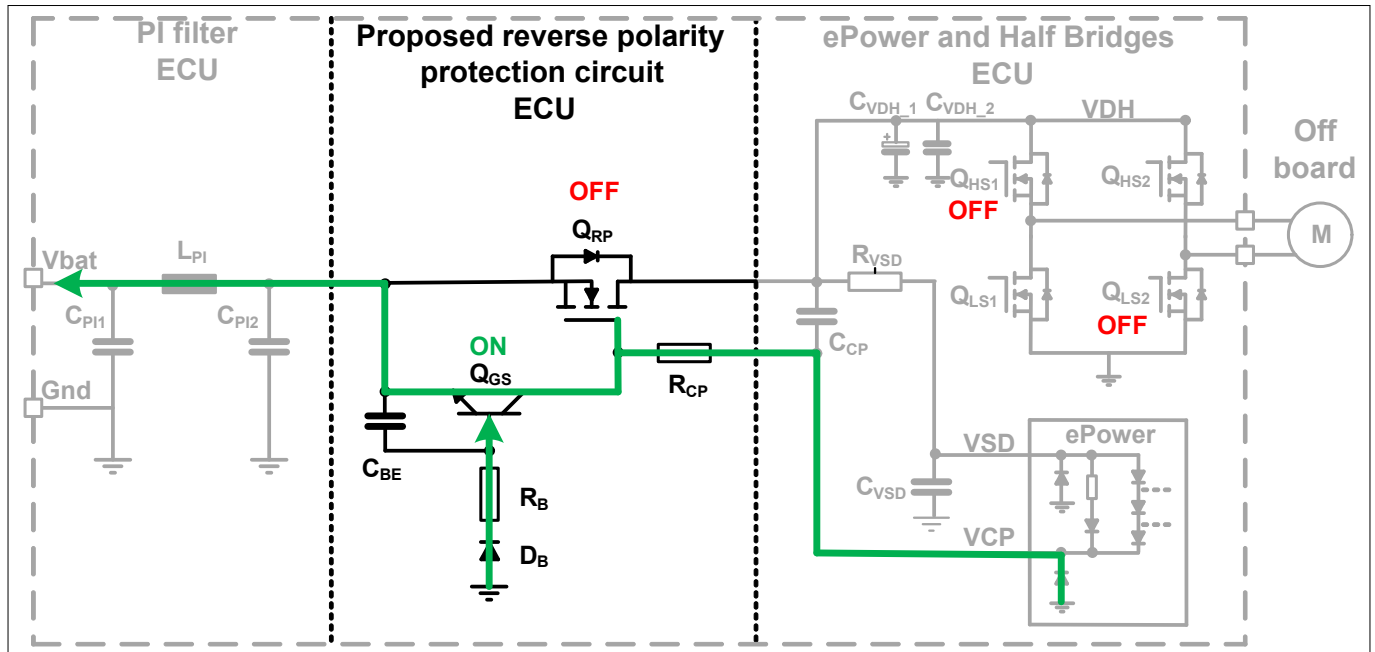 PI filter
ECU
Proposed reverse polarity
protection circuit
ECU
ePower and Half Bridges
ECU
Off
board
CVDH_1
CVDH_2
VDH
+
QHS1
OFF
QHS2
M
OFF
QRP
Vbat
LPI
RVSD
CPI1
CPI2
QLS1
QLS2
OFF
CCP
ON
QGS
RCP
Gnd
CBE
RB
DB
VSD
ePower
CVSD
VCP